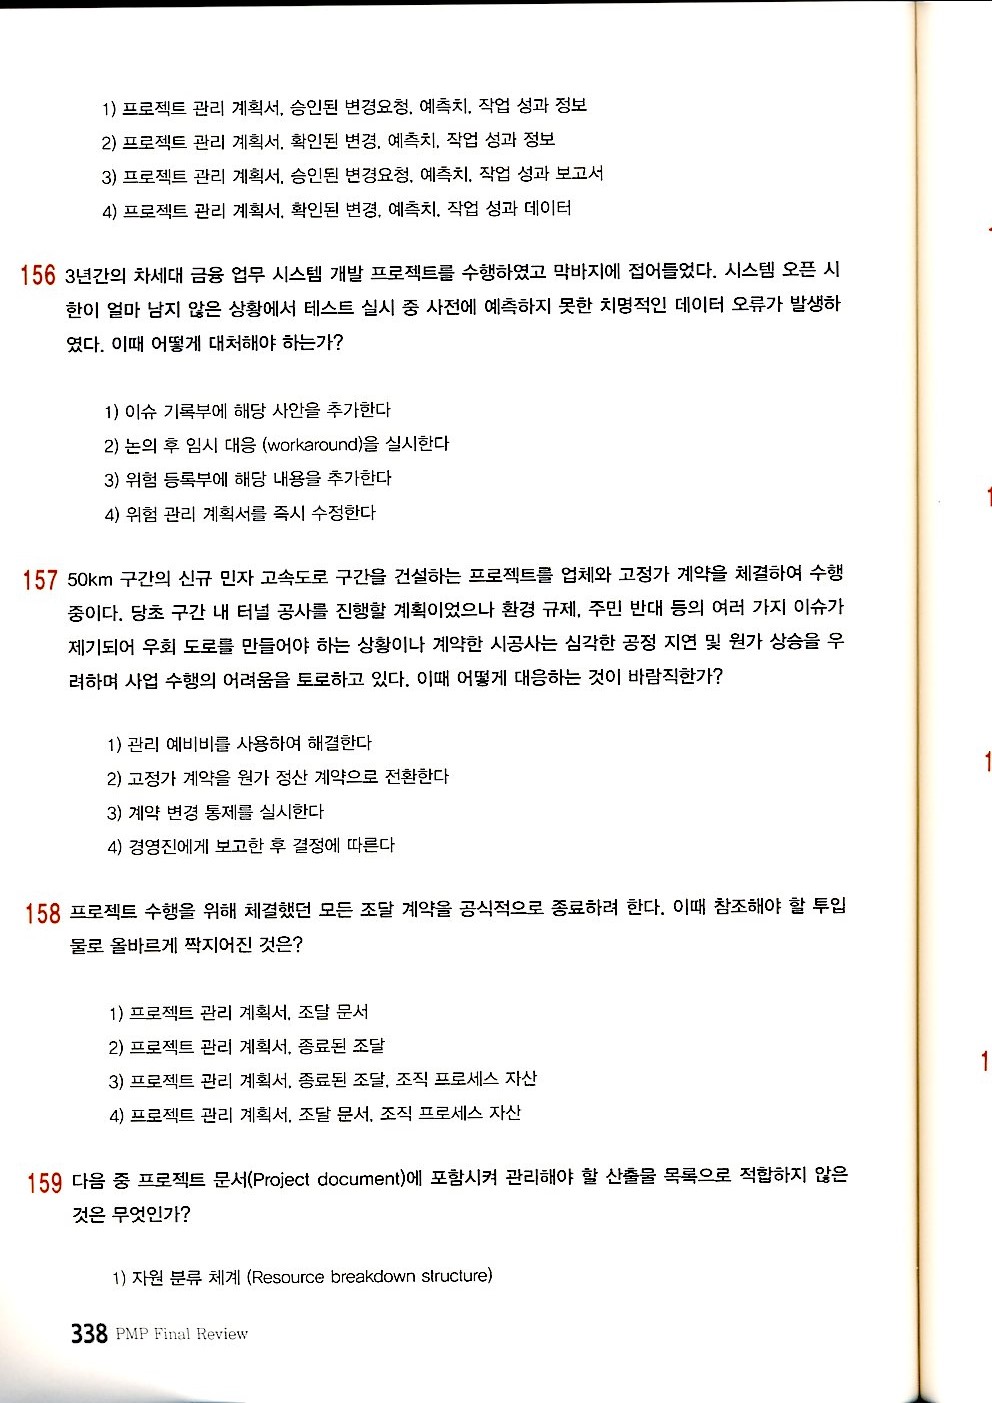 1) 프로젝트 관리 계획서, 승인된 변경요청, 예측치, 작업 성과 정보
2) 프로젝트 관리 계획서, 확인된 변경, 예측치, 작업 성과 정보
3) 프로젝트 관리 계획서, 승인된 변경요청, 예측치, 작업 성과 보고서
4) 프로젝트 관리 계획서, 확인된 변경, 예측치, 작업 성과 데이터
156 3년간의 차세대 금융 업무 시스템 개발 프로젝트를 수행하였고 막바지에 접어들었다. 시스템 오픈 시
한이 얼마 남지 않은 상황에서 테스트 실시 중 사전에 예측하지 못한 치명적인 데이터 오류가 발생하
였다. 이때 어떻게 대처해야 하는가?
1) 이슈 기록부에 해당 사안을 추가한다
2) 논의 후 임시 대응 (workaround)을 실시한다
3) 위험 등록부에 해당 내용을 추가한다
4) 위험 관리 계획서를 즉시 수정한다
157 50km 구간의 신규 민자 고속도로 구간을 건설하는 프로젝트를 업체와 고정가 계약을 체결하여 수행
중이다. 당초 구간 내 터널 공사를 진행할 계획이었으나 환경 규제, 주민 반대 등의 여러 가지 이슈가
제기되어 우회 도로를 만들어야 하는 상황이나 계약한 시공사는 심각한 공정 지연 및 원가 상승을 우
려하며 사업 수행의 어려움을 토로하고 있다. 이때 어떻게 대응하는 것이 바람직한가?
1) 관리 예비비를 사용하여 해결한다
2) 고정가 계약을 원가 정산 계약으로 전환한다
3) 계약 변경 통제를 실시한다
4) 경영진에게 보고한 후 결정에 따른다
158 프로젝트 수행을 위해 체결했던 모든 조달 계약을 공식적으로 종료하려 한다. 이때 참조해야 할 투입
물로 올바르게 짝지어진 것은?
1) 프로젝트 관리 계획서, 조달 문서
2) 프로젝트 관리 계획서, 종료된 조달
3) 프로젝트 관리 계획서, 종료된 조달, 조직 프로세스 자산
4) 프로젝트 관리 계획서, 조달 문서, 조직 프로세스 자산
159 다음 중 프로젝트 문서(Project document)에 포함시켜 관리해야 할 산출물 목록으로 적합하지 않은
것은 무엇인가?
1) 자원 분류 체계 (Resource breakdown structure)
338 PMP Final Review